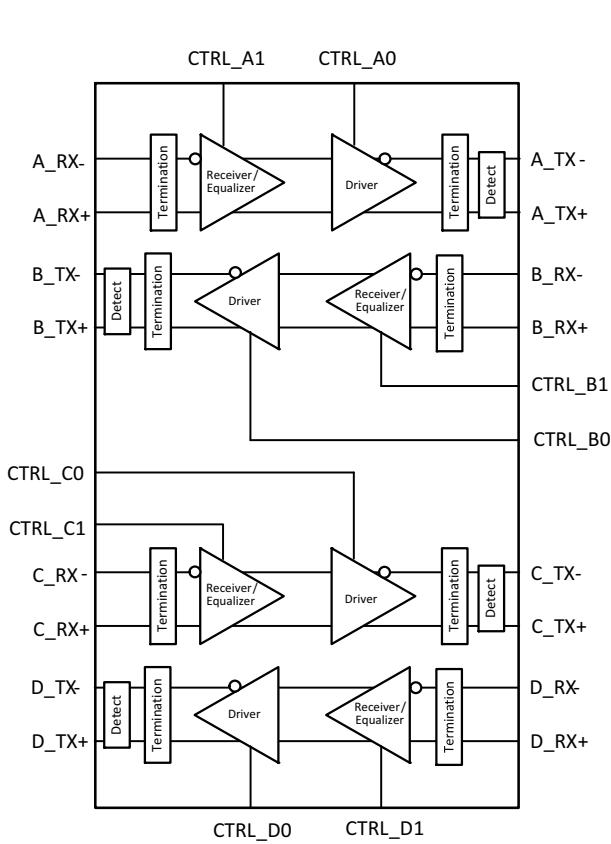 CTRL_A1 CTRL_A0
A_RX- Termination Receiver/ Equalizer Driver Termination Detect A_TX -
A_RX+ A_TX+
B_TX- Detect Termination Driver Receiver/ Equalizer Termination B_RX-
B_TX+ B_RX+
CTRL_B1
CTRL_B0
CTRL_C0
CTRL_C1
C_RX - Termination Receiver/ Equalizer Driver Termination Detect C_TX-
C_RX+ C_TX+
D_TX- Detect Termination Driver Receiver/ Equalizer Termination D_RX-
D_TX+ D_RX+
CTRL_D0 CTRL_D1